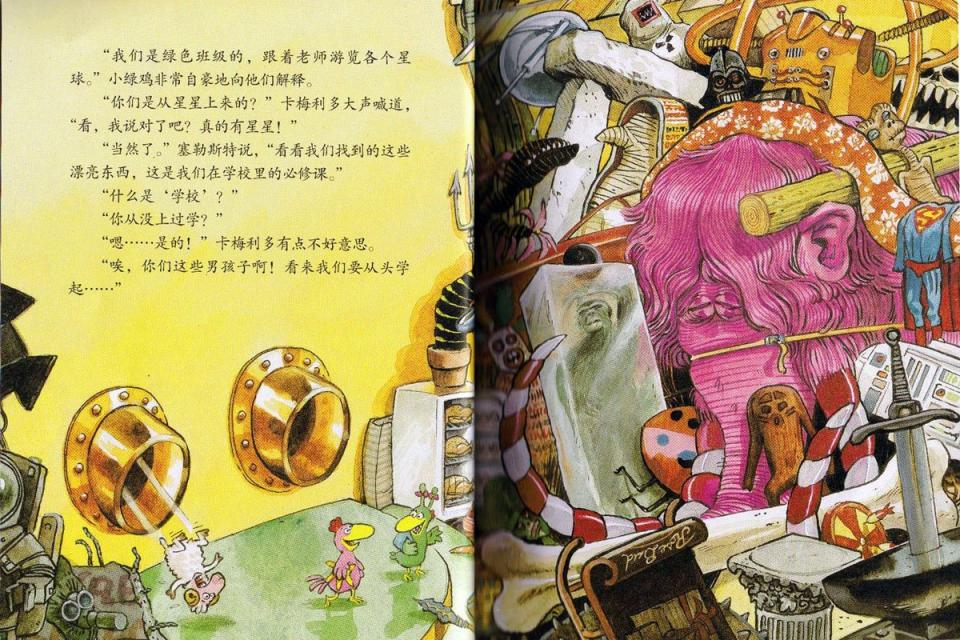 “我们是绿色班级的，跟着老师游览各个星
球。”小绿鸡非常自豪地向他们解释。
“你们是从星星上来的？”卡梅利多大声喊道，
“看，我说对了吧？真的有星星！”
“当然了。”塞勒斯特说，“看看我们找到的这些
漂亮东西，这是我们在学校里的必修课。”
“什么是‘学校’？”
“你从没上过学？”
“嗯……是的！”卡梅利多有点不好意思。
“唉，你们这些男孩子啊！看来我们要从头学
起……”
RoseBud